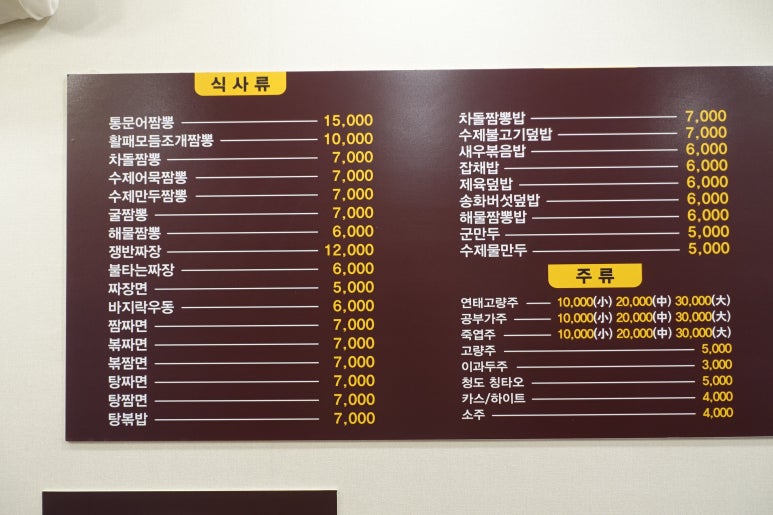 식사류
통문어짬뽕 15,000
활패모듬조개짬뽕 10,000
차돌짬뽕 7,000
수제어묵짬뽕 7,000
수제만두짬뽕 7,000
굴짬뽕 7,000
해물짬뽕 6,000
쟁반짜장 12,000
불타는짜장 6,000
짜장면 5,000
바지락우동 6,000
짬짜면 7,000
볶짜면 7,000
볶짬면 7,000
탕짜면 7,000
탕짬면 7,000
탕볶밥 7,000
차돌짬뽕밥 7,000
수제불고기덮밥 7,000
새우볶음밥 6,000
잡채밥 6,000
제육덮밥 6,000
송화버섯덮밥 6,000
해물짬뽕밥 6,000
군만두 5,000
수제물만두 5,000
주류
연태고량주 10,000(小) 20,000(中) 30,000(大)
공부가주 10,000(小) 20,000(中) 30,000(大)
죽엽주 10,000(小) 20,000(中) 30,000(大)
고량주 5,000
이과두주 3,000
청도 칭타오 5,000
카스/하이트 4,000
소주 4,000